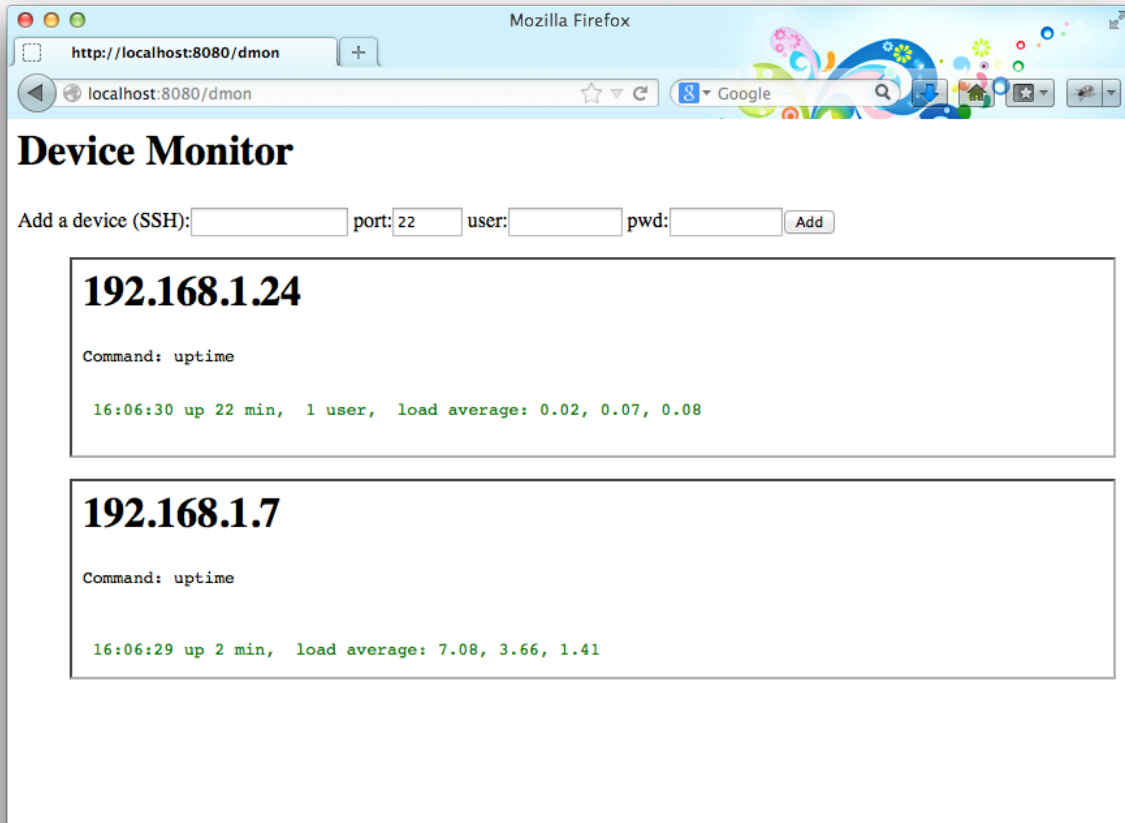 Mozilla Firefox
http://localhost:8080/dmon
localhost:8080/dmon
8 Google
Device Monitor
Add a device (SSH): port: 22 user: pwd: Add
192.168.1.24
Command: uptime
16:06:30 up 22 min,  1 user,  load average: 0.02, 0.07, 0.08
192.168.1.7
Command: uptime
16:06:29 up 2 min,  load average: 7.08, 3.66, 1.41